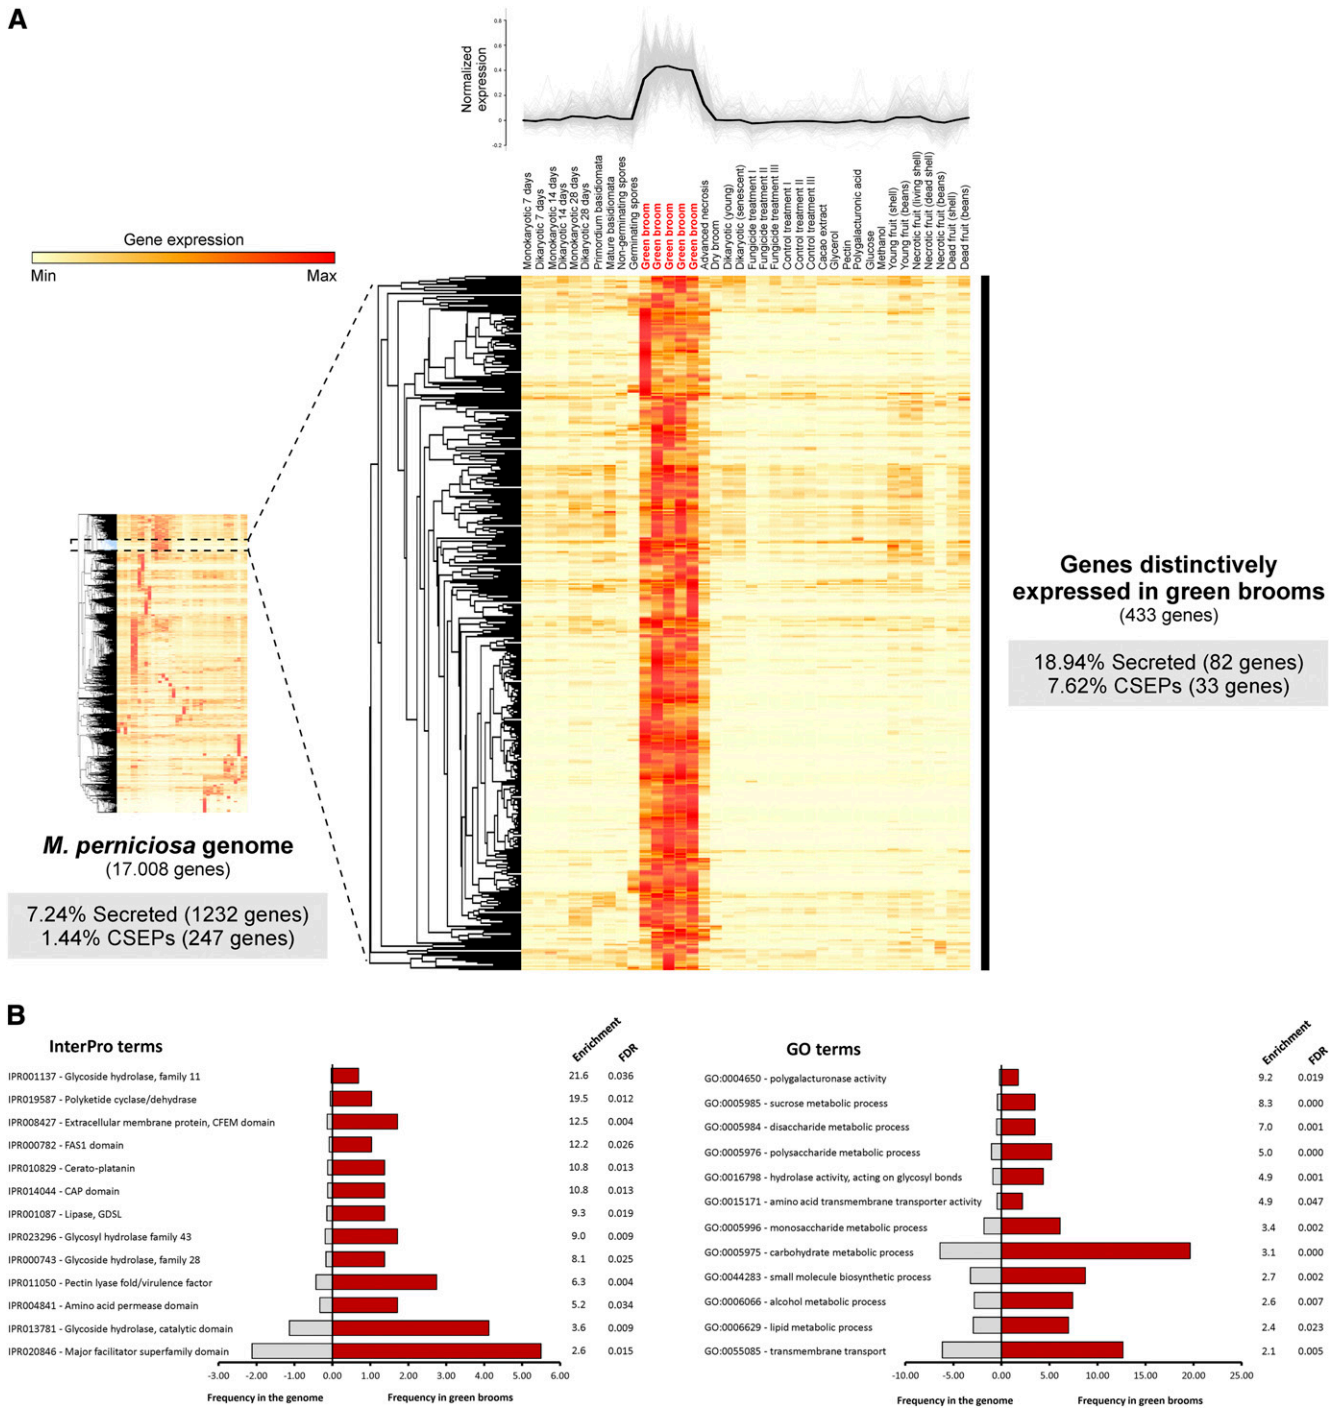 A
Normalized
expression
0.8
0.6
0.4
0.2
0
-0.2
Gene expression
Min Max
Monokaryotic 7 days
Dikaryotic 7 days
Monokaryotic 14 days
Dikaryotic 14 days
Monokaryotic 28 days
Dikaryotic 28 days
Primordium basidiomata
Mature basidiomata
Non-germinating spores
Germinating spores
Green broom
Green broom
Green broom
Green broom
Green broom
Advanced necrosis
Dry broom
Dikaryotic (young)
Dikaryotic (senescent)
Fungicide treatment I
Fungicide treatment II
Fungicide treatment III
Control treatment I
Control treatment II
Control treatment III
Cacao extract
Glycerol
Pectin
Polygalacturonic acid
Glucose
Methanol
Young fruit (shell)
Young fruit (beans)
Necrotic fruit (living shell)
Necrotic fruit (dead shell)
Necrotic fruit (beans)
Dead fruit (shell)
Dead fruit (beans)
M. perniciosa genome
(17.008 genes)
7.24% Secreted (1232 genes)
1.44% CSEPs (247 genes)
Genes distinctively
expressed in green brooms
(433 genes)
18.94% Secreted (82 genes)
7.62% CSEPs (33 genes)
B
InterPro terms Enrichment FDR
IPR001137 - Glycoside hydrolase, family 11 21.6 0.036
IPR019587 - Polyketide cyclase/dehydrase 19.5 0.012
IPR008427 - Extracellular membrane protein, CFEM domain 12.5 0.004
IPR000782 - FAS1 domain 12.2 0.026
IPR010829 - Cerato-platanin 10.8 0.013
IPR014044 - CAP domain 10.8 0.013
IPR001087 - Lipase, GDSL 9.3 0.019
IPR023296 - Glycosyl hydrolase family 43 9.0 0.009
IPR000743 - Glycoside hydrolase, family 28 8.1 0.025
IPR011050 - Pectin lyase fold/virulence factor 6.3 0.004
IPR004841 - Amino acid permease domain 5.2 0.034
IPR013781 - Glycoside hydrolase, catalytic domain 3.6 0.009
IPR020846 - Major facilitator superfamily domain 2.6 0.015
-3.00 -2.00 -1.00 0.00 1.00 2.00 3.00 4.00 5.00 6.00
Frequency in the genome Frequency in green brooms
GO terms Enrichment FDR
GO:0004650 - polygalacturonase activity 9.2 0.019
GO:0005985 - sucrose metabolic process 8.3 0.000
GO:0005984 - disaccharide metabolic process 7.0 0.001
GO:0005976 - polysaccharide metabolic process 5.0 0.000
GO:0016798 - hydrolase activity, acting on glycosyl bonds 4.9 0.001
GO:0015171 - amino acid transmembrane transporter activity 4.9 0.047
GO:0005996 - monosaccharide metabolic process 3.4 0.002
GO:0005975 - carbohydrate metabolic process 3.1 0.000
GO:0044283 - small molecule biosynthetic process 2.7 0.002
GO:0006066 - alcohol metabolic process 2.6 0.007
GO:0006629 - lipid metabolic process 2.4 0.023
GO:0055085 - transmembrane transport 2.1 0.005
-10.00 -5.00 0.00 5.00 10.00 15.00 20.00 25.00
Frequency in the genome Frequency in green brooms